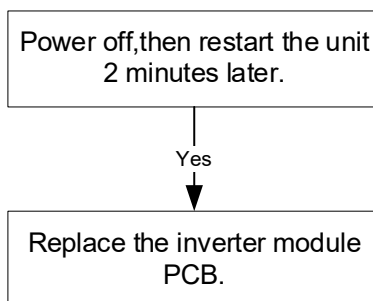 Power off,then restart the unit
2 minutes later.
Yes
Replace the inverter module
PCB.